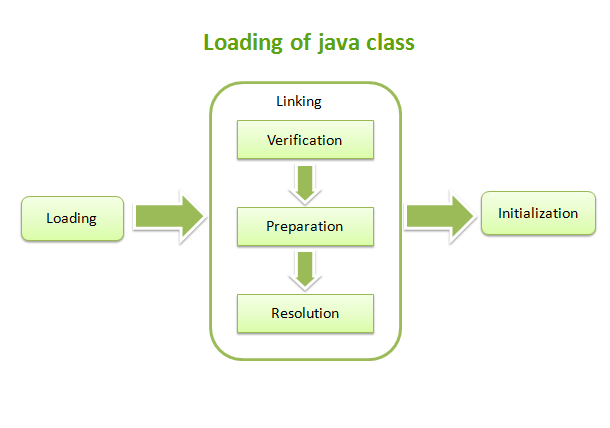 Loading of java class
Linking
Verification
Loading
Preparation
Initialization
Resolution